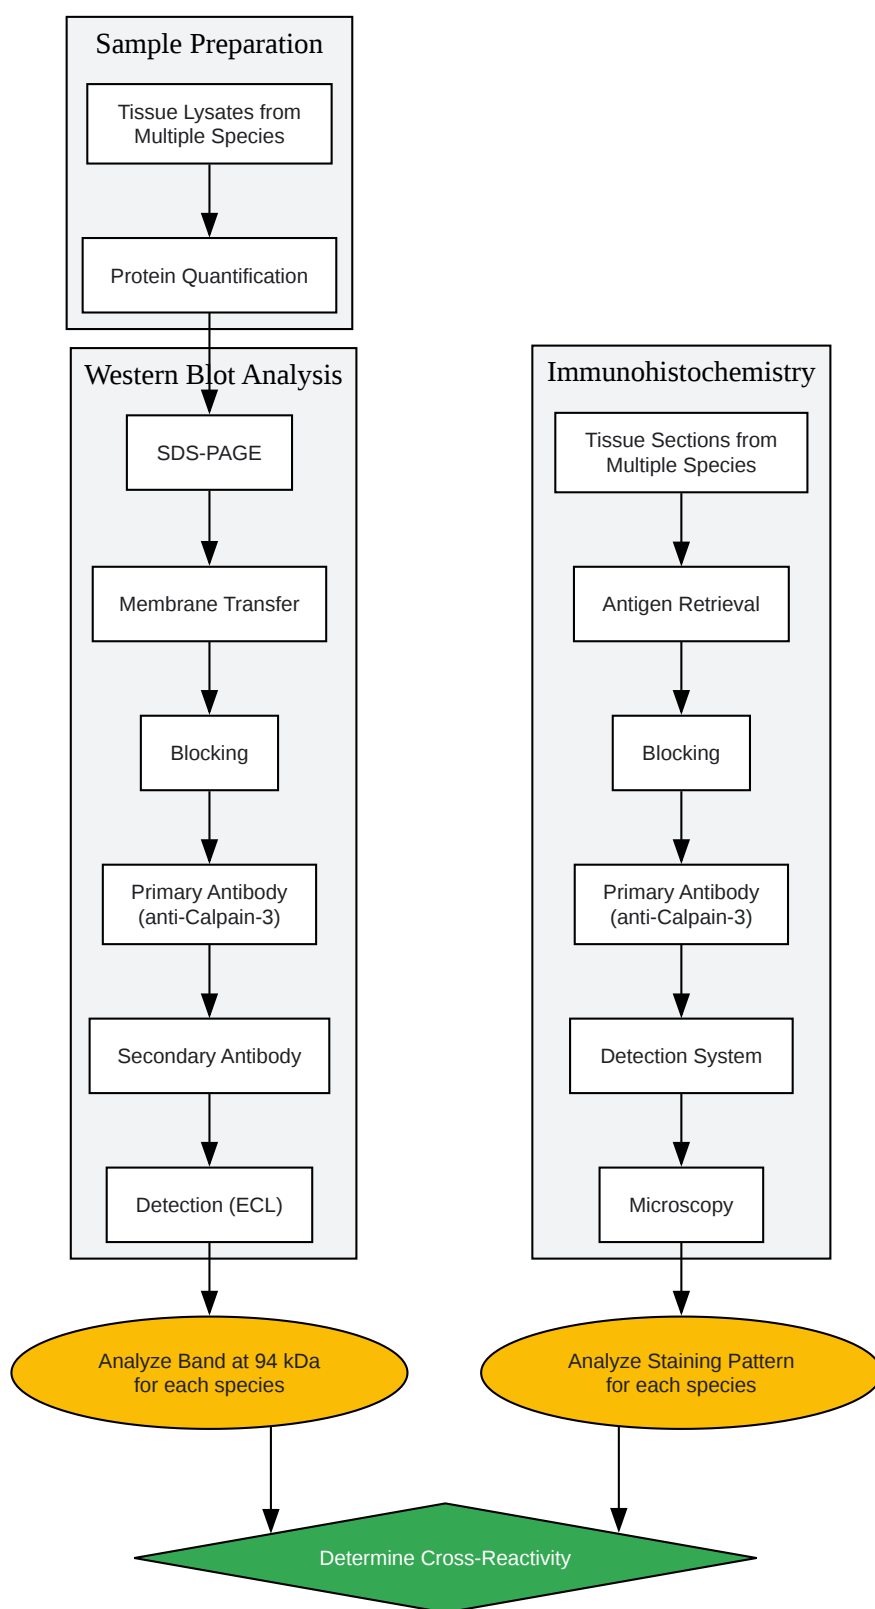 Sample Preparation
Tissue Lysates from
Multiple Species
Protein Quantification
Western Blot Analysis
SDS-PAGE
Membrane Transfer
Blocking
Primary Antibody
(anti-Calpain-3)
Secondary Antibody
Detection (ECL)
Analyze Band at 94 kDa
for each species
Immunohistochemistry
Tissue Sections from
Multiple Species
Antigen Retrieval
Blocking
Primary Antibody
(anti-Calpain-3)
Detection System
Microscopy
Analyze Staining Pattern
for each species
Determine Cross-Reactivity